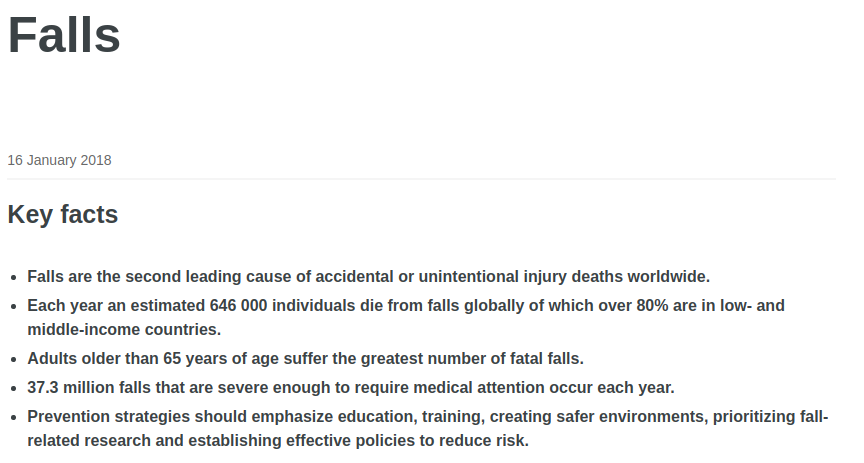 Falls
16 January 2018
Key facts
Falls are the second leading cause of accidental or unintentional injury deaths worldwide.
Each year an estimated 646 000 individuals die from falls globally of which over 80% are in low- and
middle-income countries.
Adults older than 65 years of age suffer the greatest number of fatal falls.
37.3 million falls that are severe enough to require medical attention occur each year.
Prevention strategies should emphasize education, training, creating safer environments, prioritizing fall-
related research and establishing effective policies to reduce risk.